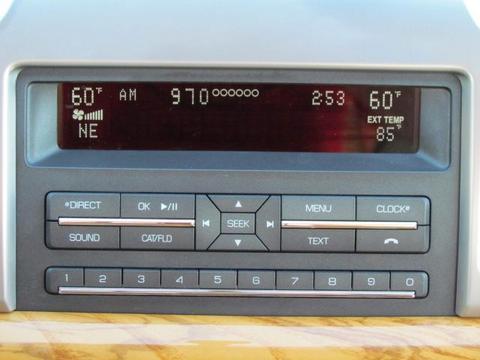 60°F AM 970°°°°°° 2:53 60°F
NE EXT TEMP
85°F
*DIRECT OK ▶/II MENU CLOCK*
SEEK
SOUND CAT/FLD TEXT
1 2 3 4 5 6 7 8 9 0